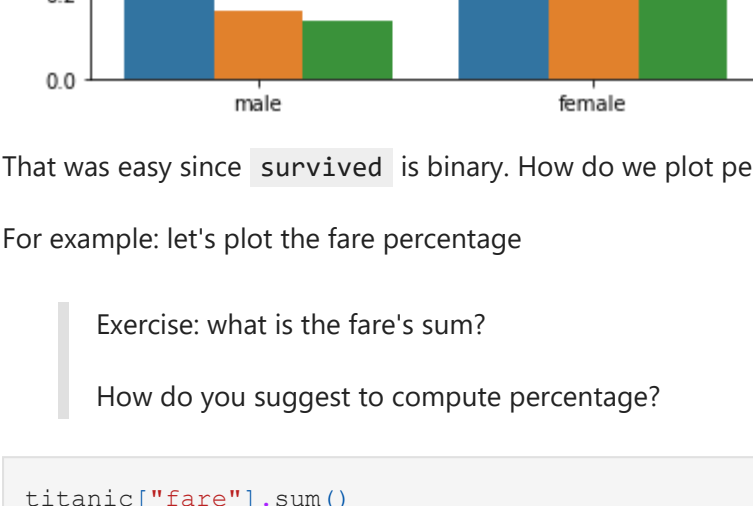 0.0
male female
That was easy since survived is binary. How do we plot pe
For example: let's plot the fare percentage
Exercise: what is the fare's sum?
How do you suggest to compute percentage?
titanic["fare"].sum()